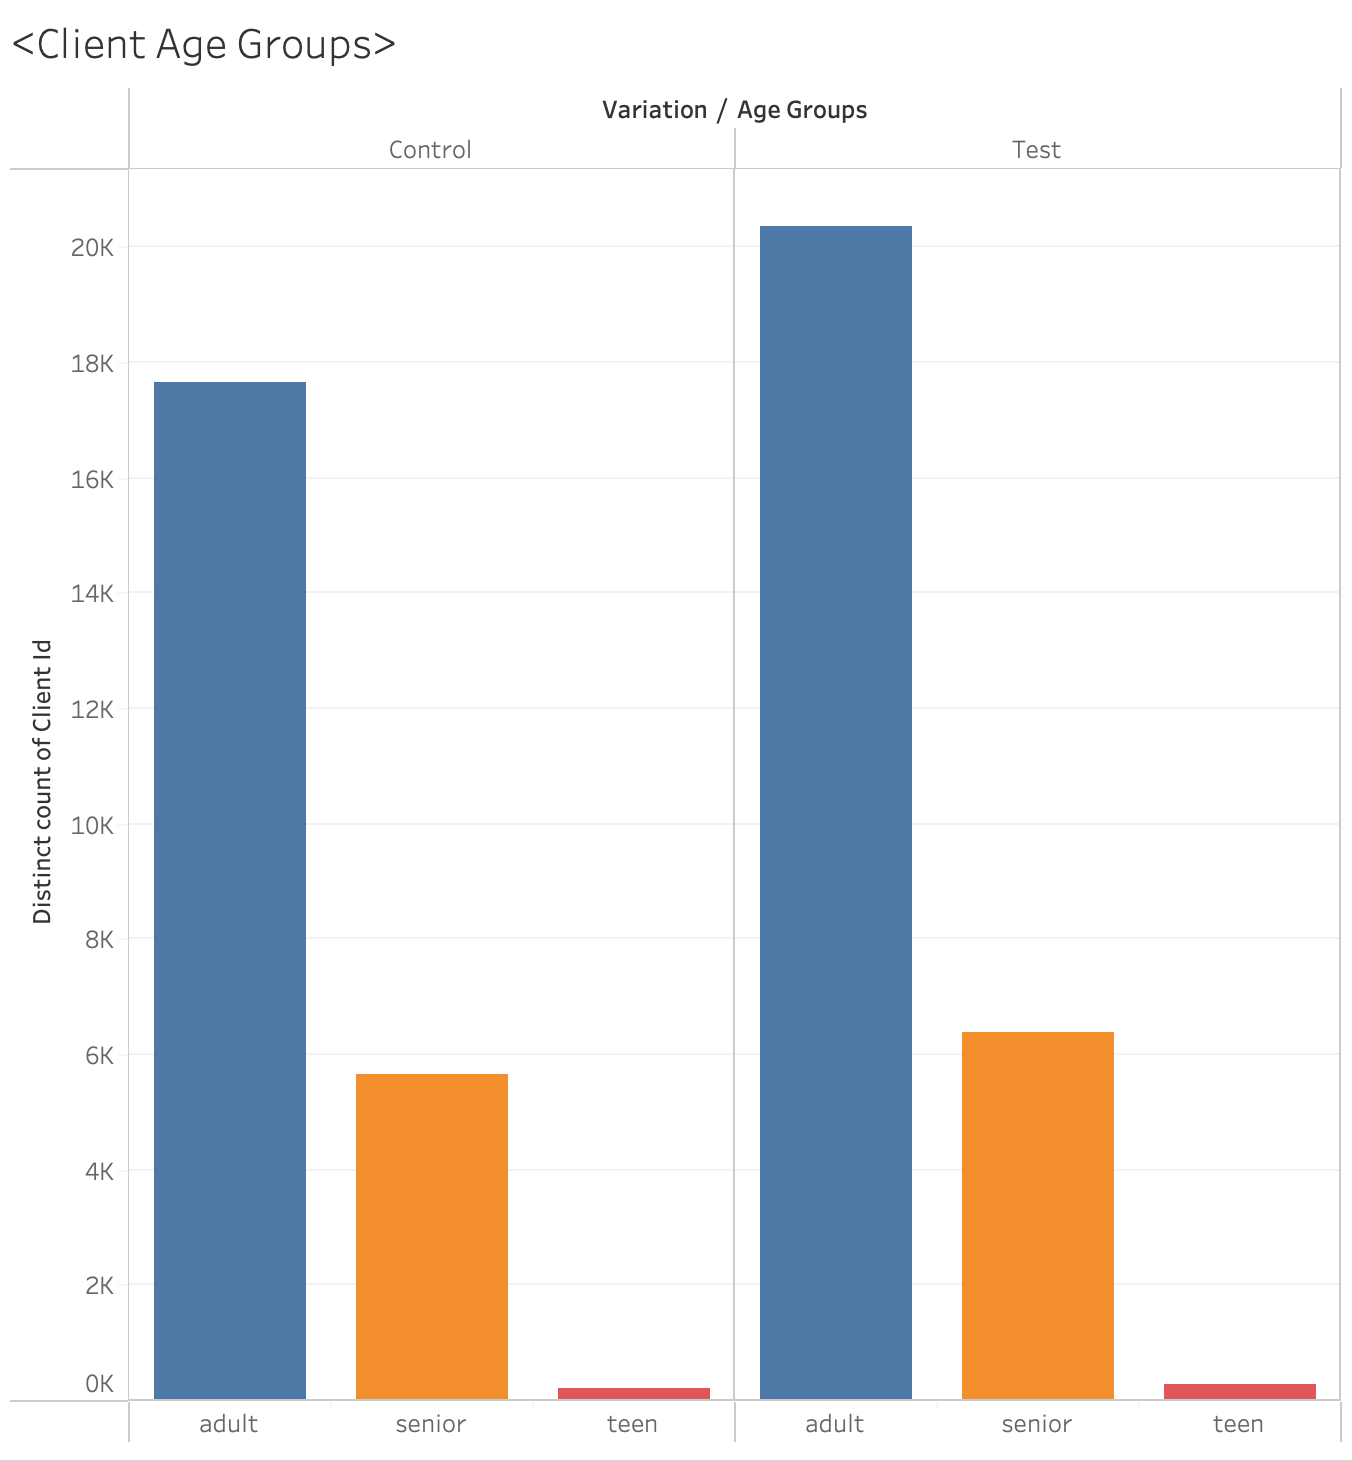 <Client Age Groups>
Variation / Age Groups
Control
Test
Distinct count of Client Id
20K
18K
16K
14K
12K
10K
8K
6K
4K
2K
0K
adult senior teen adult senior teen